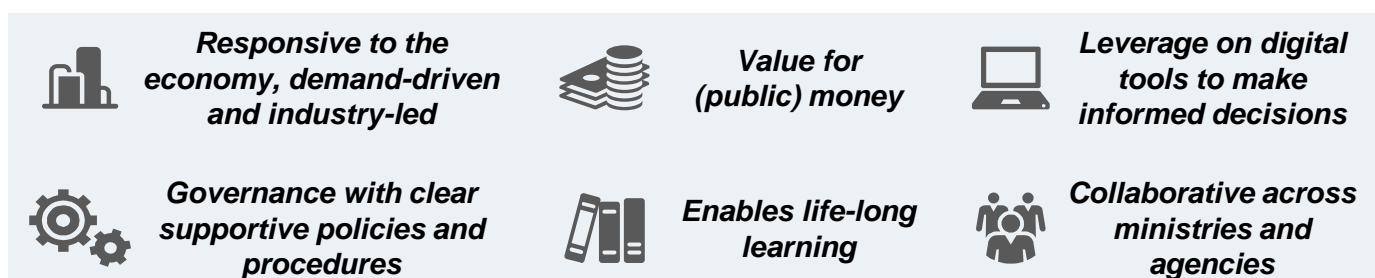 Responsive to the
economy, demand-driven
and industry-led
Value for
(public) money
Leverage on digital
tools to make
informed decisions
Governance with clear
supportive policies and
procedures
Enables life-long
learning
Collaborative across
ministries and
agencies